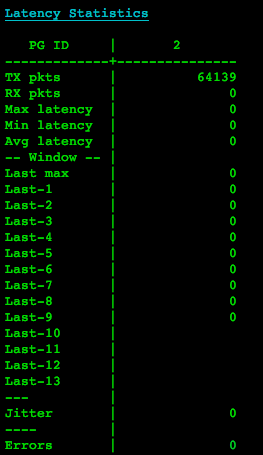 Latency Statistics
PG ID | 2
--------------+---------------
TX pkts | 64139
RX pkts | 0
Max latency | 0
Min latency | 0
Avg latency | 0
-- Window -- |
Last max | 0
Last-1 | 0
Last-2 | 0
Last-3 | 0
Last-4 | 0
Last-5 | 0
Last-6 | 0
Last-7 | 0
Last-8 | 0
Last-9 | 0
Last-10 |
Last-11 |
Last-12 |
Last-13 |
--- |
Jitter | 0
---- |
Errors | 0